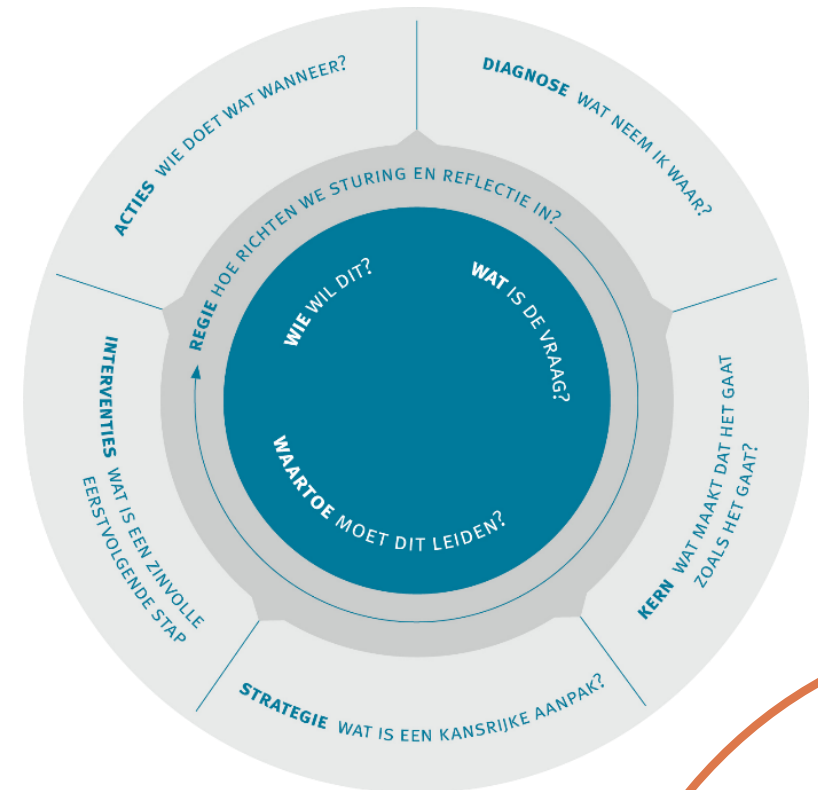 DIAGNOSE WAT NEEM IK WAAR?
KERN WAT MAAKT DAT HET GAAT
ZOALS HET GAAT?
STRATEGIE WAT IS EEN KANSRIJKE AANPAK?
INTERVENTIES WAT IS EEN ZINVOLLE
EERSTVOLGENDE STAP
ACTIES WIE DOET WAT WANNEER?
REGIE HOE RICHTEN WE STURING EN REFLECTIE IN?
WIE WIL DIT?
WAT IS DE VRAAG?
WAARTOE MOET DIT LEIDEN?